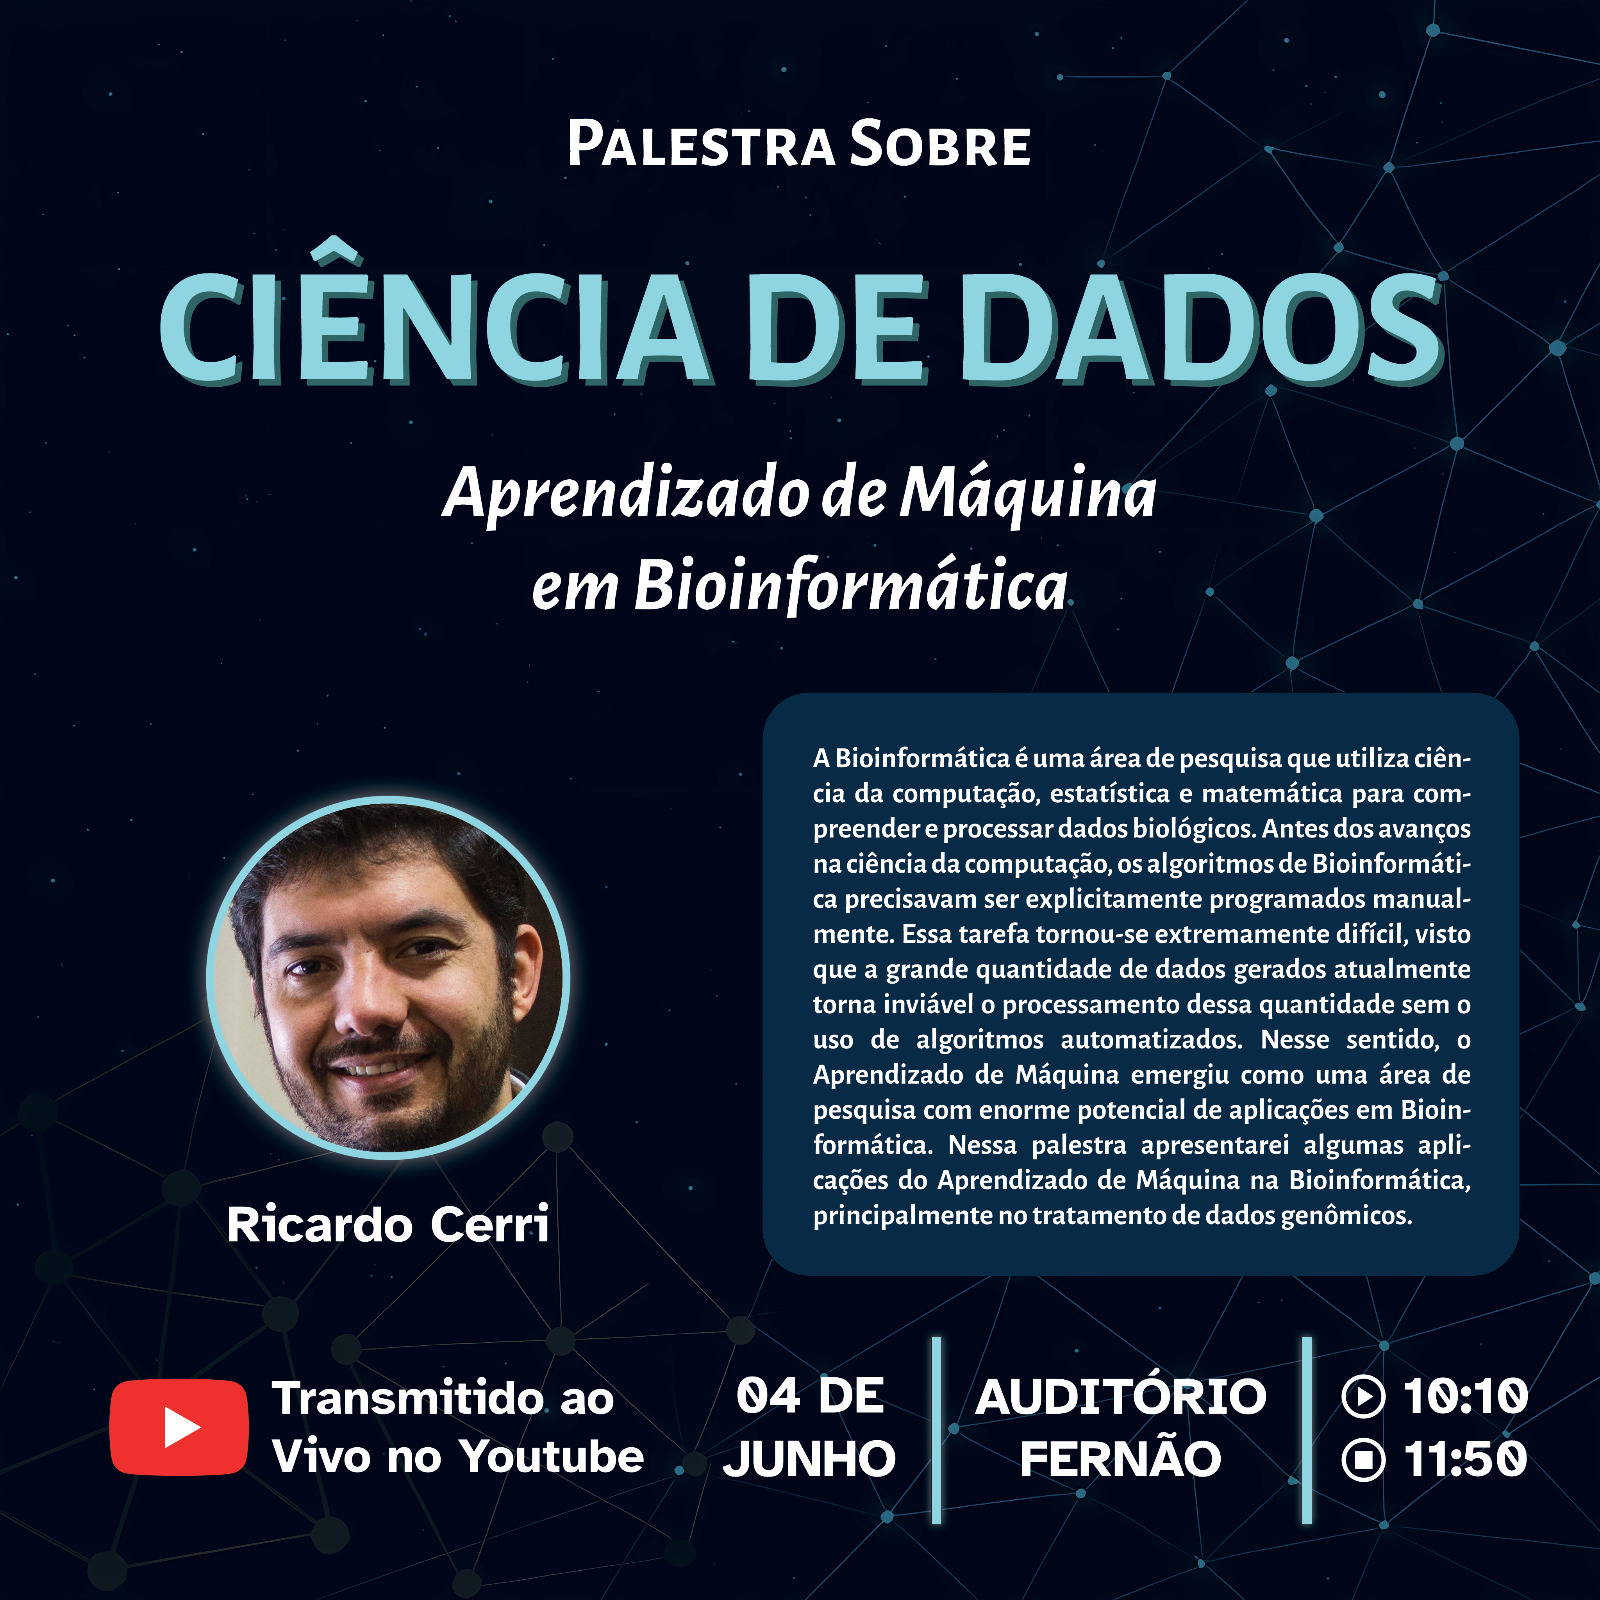 Palestra Sobre
CIÊNCIA DE DADOS
Aprendizado de Máquina
em Bioinformática
A Bioinformática é uma área de pesquisa que utiliza ciên-
cia da computação, estatística e matemática para com-
preender e processar dados biológicos. Antes dos avanços
na ciência da computação, os algoritmos de Bioinformáti-
ca precisavam ser explicitamente programados manual-
mente. Essa tarefa tornou-se extremamente difícil, visto
que a grande quantidade de dados gerados atualmente
torna inviável o processamento dessa quantidade sem o
uso de algoritmos automatizados. Nesse sentido, o
Aprendizado de Máquina emergiu como uma área de
pesquisa com enorme potencial de aplicações em Bioin-
formática. Nessa palestra apresentarei algumas apli-
cações do Aprendizado de Máquina na Bioinformática,
principalmente no tratamento de dados genômicos.
Ricardo Cerri
Transmitido ao
Vivo no Youtube
04 DE
JUNHO
AUDITÓRIO
FERNÃO
10:10
11:50